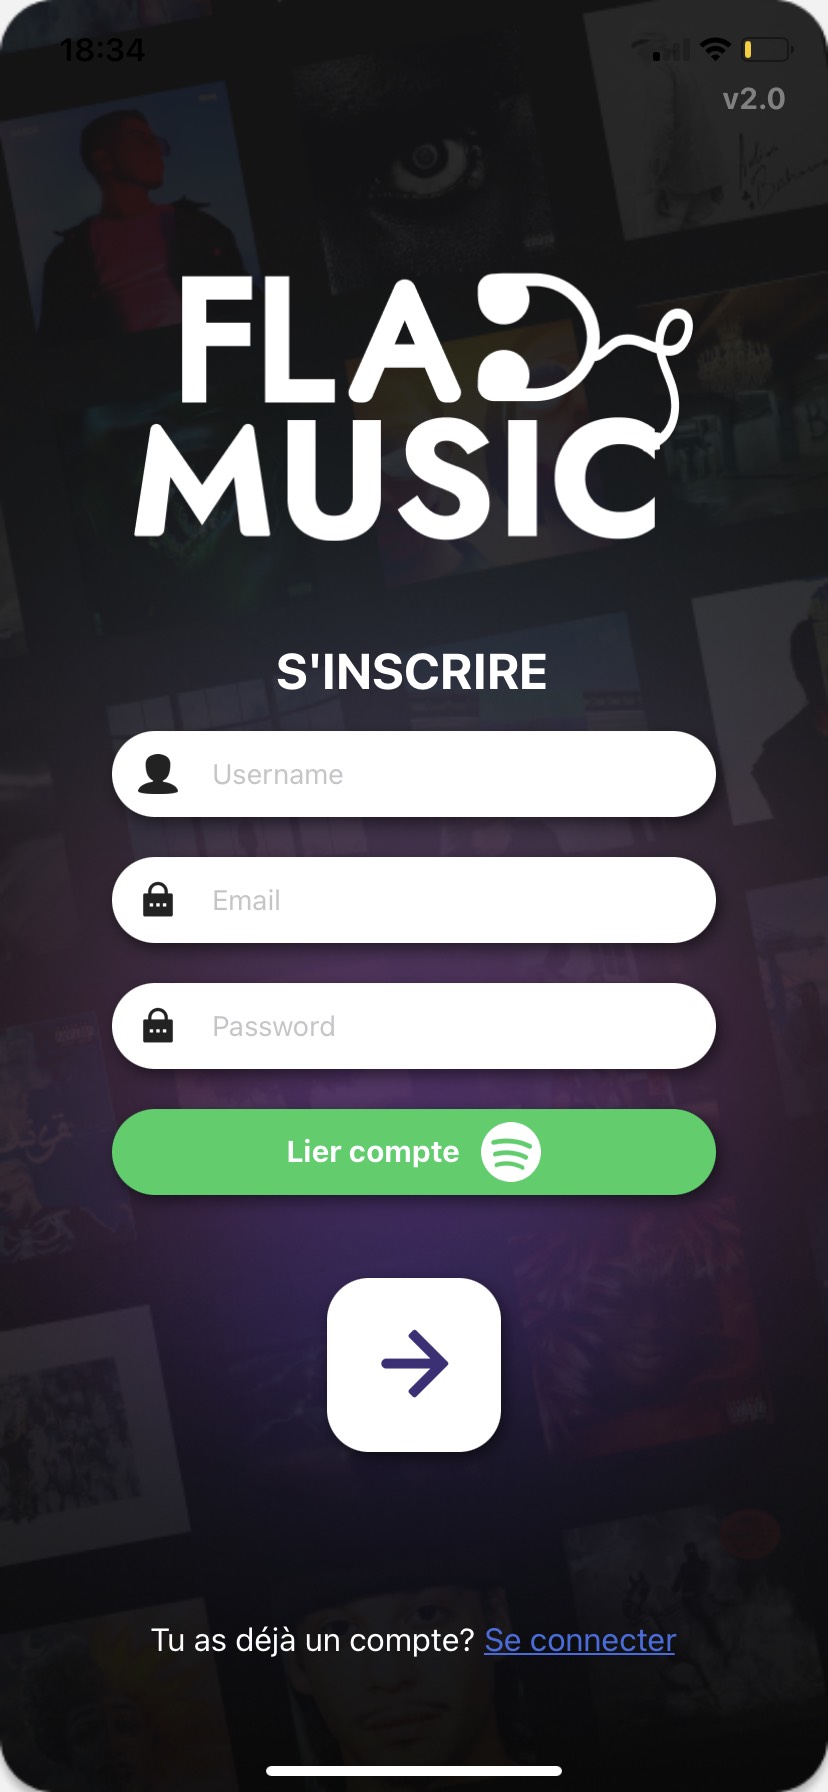 18:34
v2.0
FLAD
MUSIC
S'INSCRIRE
Username
Email
Password
Lier compte
Tu as déjà un compte? Se connecter